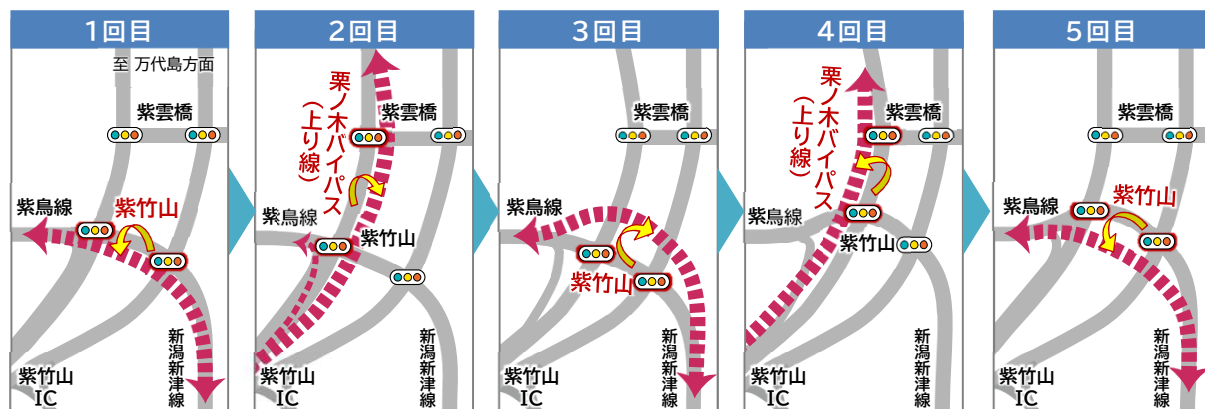 1回目
至 万代島方面
紫雲橋
紫鳥線
紫竹山
新潟新津線
紫竹山
IC
2回目
栗ノ木バイパス
(上り線)
紫雲橋
紫鳥線
紫竹山
新潟新津線
紫竹山
IC
3回目
紫雲橋
紫鳥線
紫竹山
新潟新津線
紫竹山
IC
4回目
栗ノ木バイパス
(上り線)
紫雲橋
紫鳥線
紫竹山
新潟新津線
紫竹山
IC
5回目
紫雲橋
紫鳥線
紫竹山
新潟新津線
紫竹山
IC